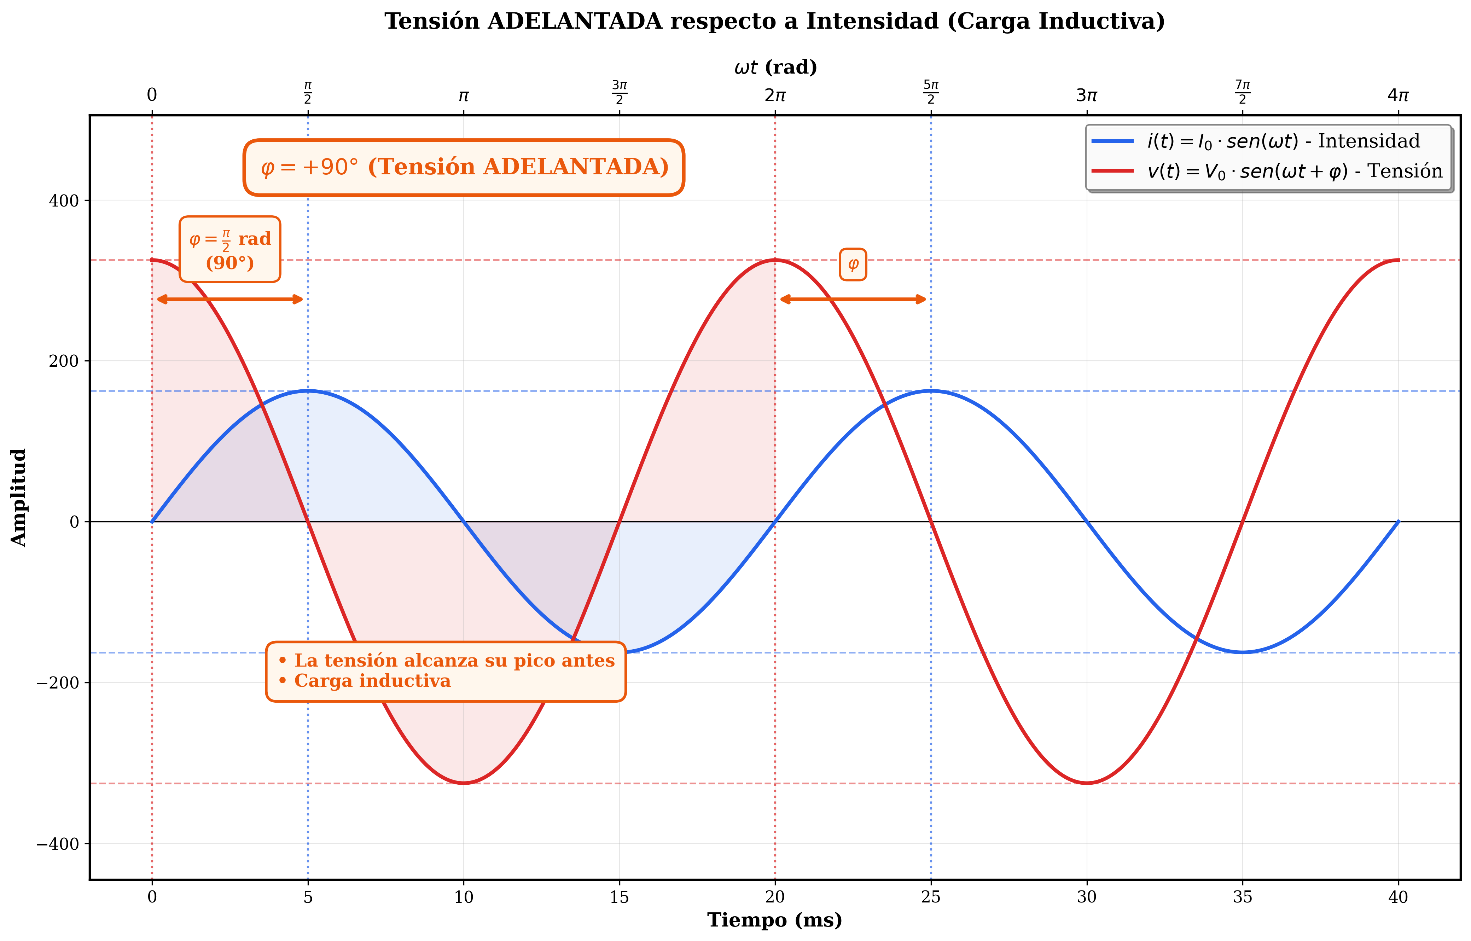 Tensión ADELANTADA respecto a Intensidad (Carga Inductiva)
ωt (rad)
0 π/2 π 3π/2 2π 5π/2 3π 7π/2 4π
φ = +90° (Tensión ADELANTADA)
i(t) = I₀ · sen(ωt) - Intensidad
v(t) = V₀ · sen(ωt + φ) - Tensión
φ = π/2 rad
(90°)
φ
400
200
0
−200
−400
Amplitud
• La tensión alcanza su pico antes
• Carga inductiva
0 5 10 15 20 25 30 35 40
Tiempo (ms)